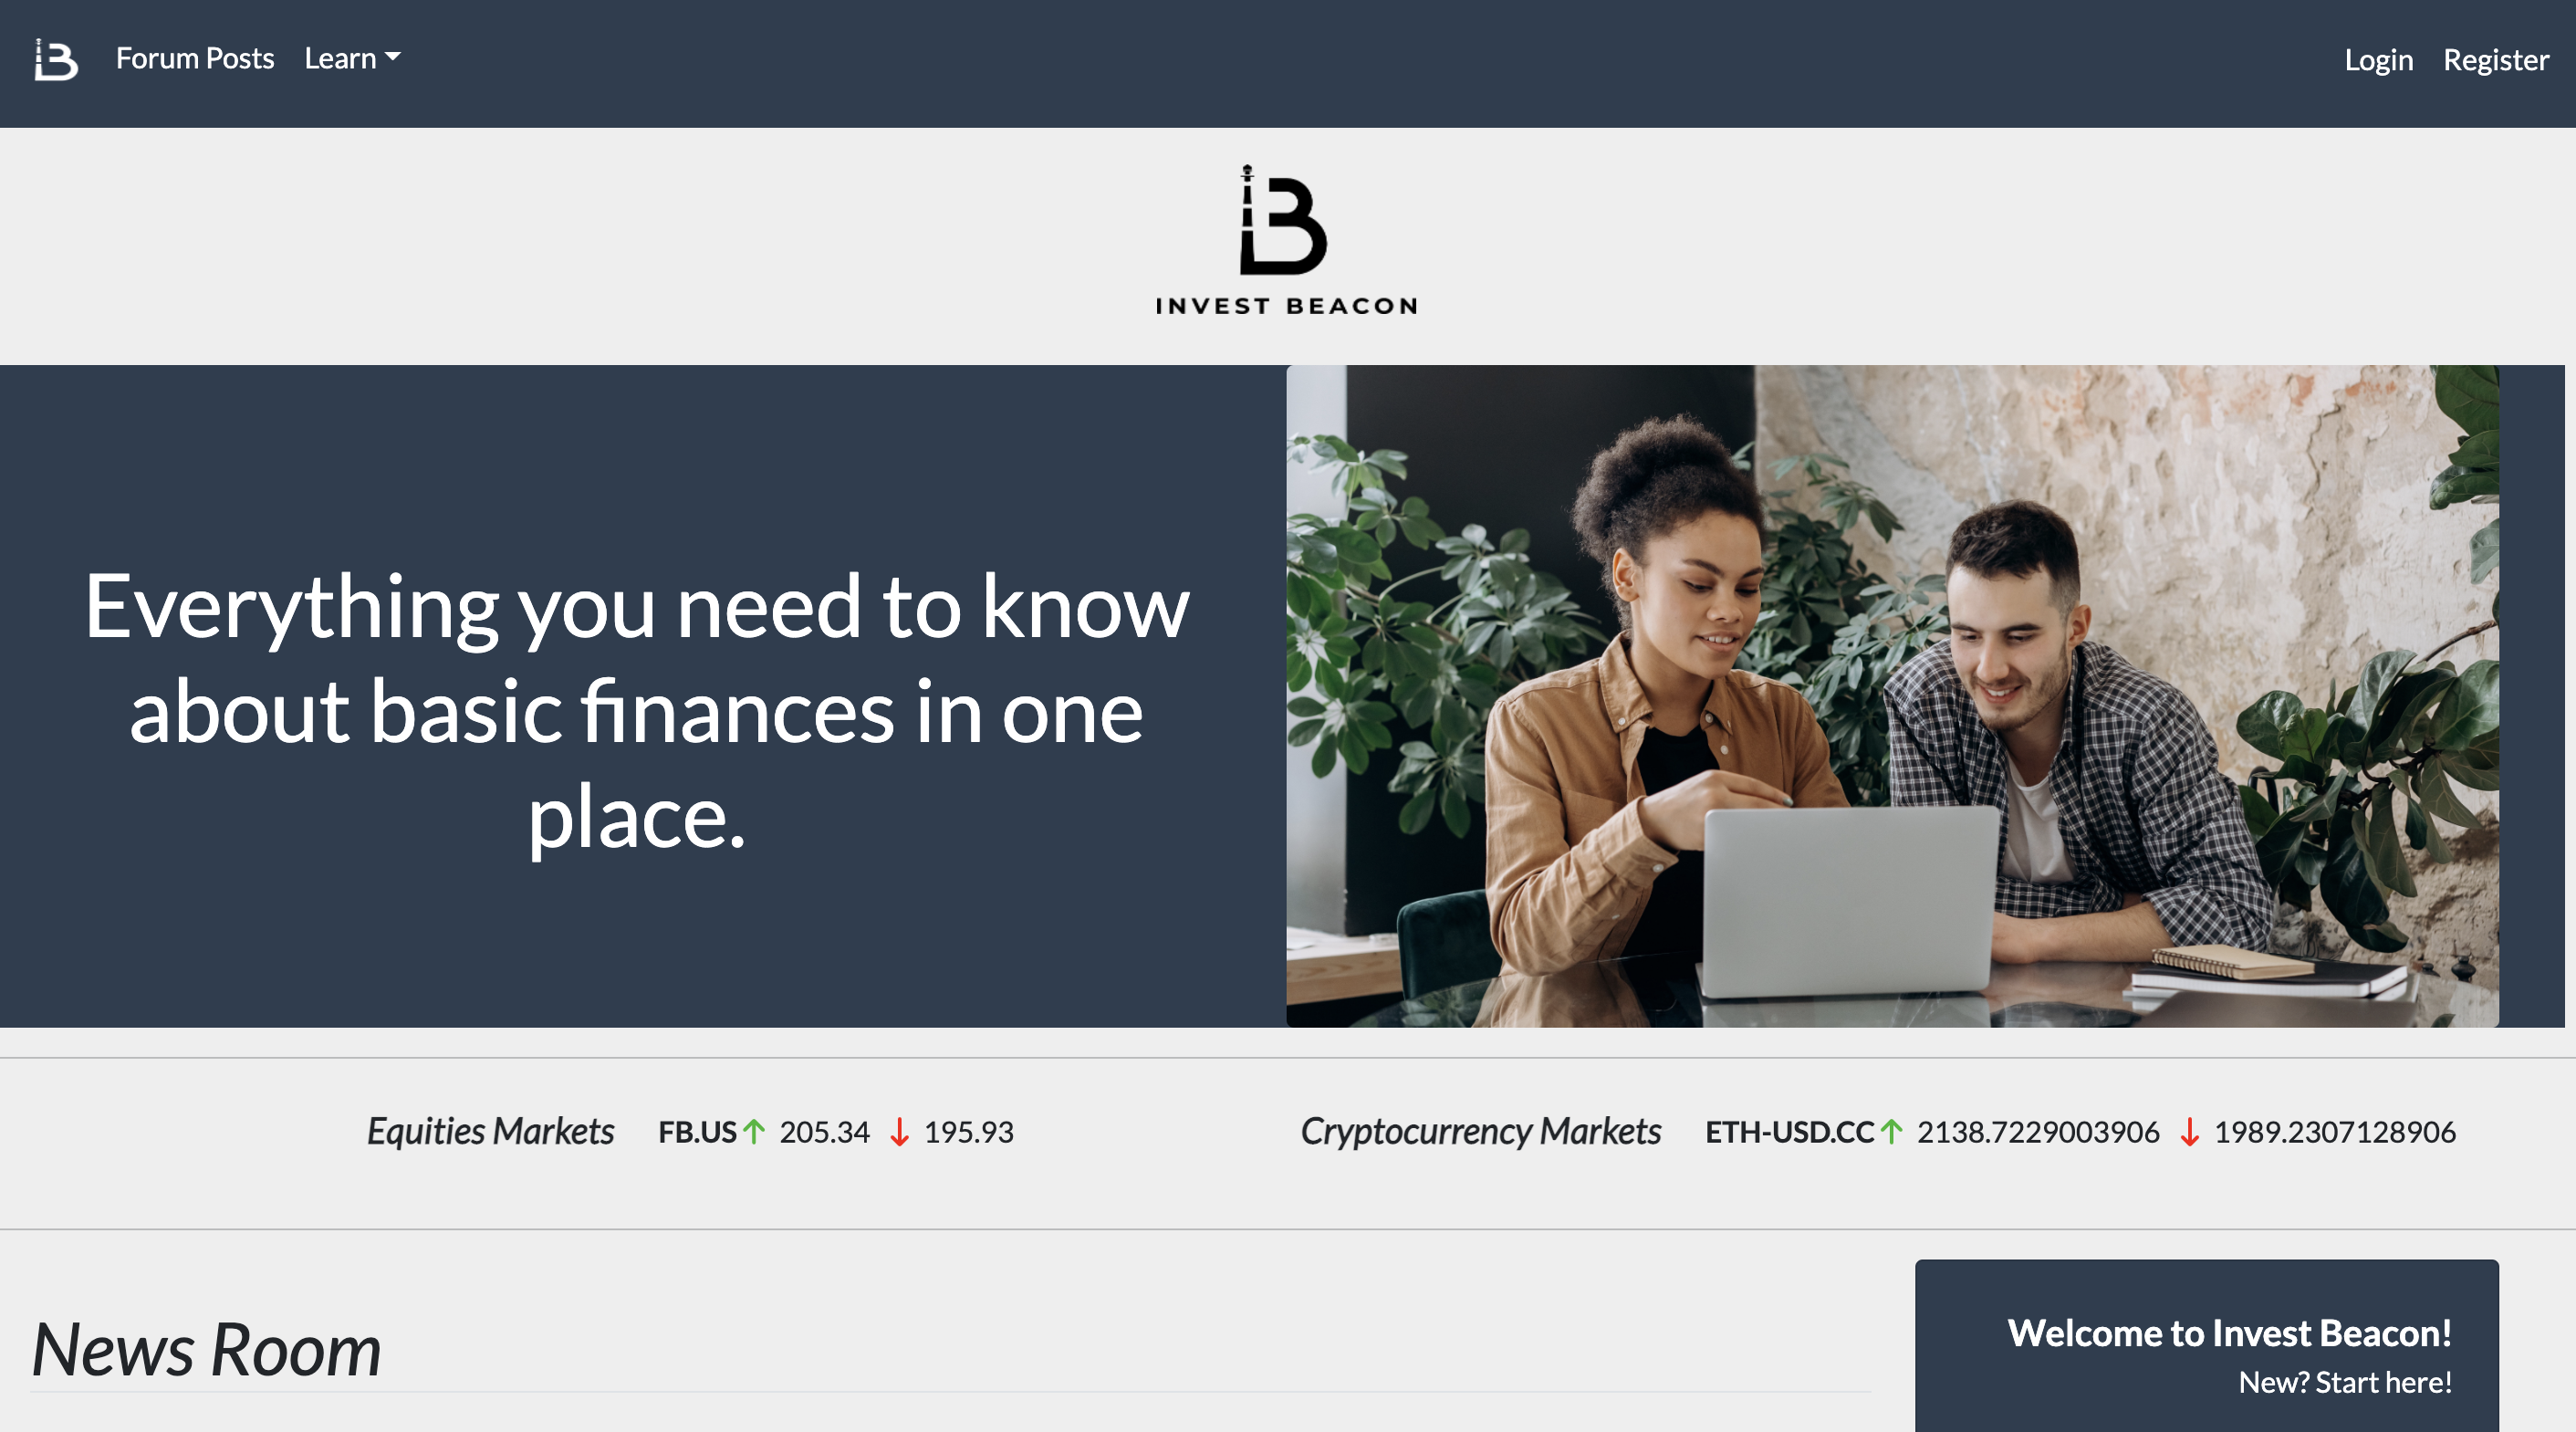 B Forum Posts Learn Login Register
B
INVEST BEACON
Everything you need to know
about basic finances in one
place.
Equities Markets FB.US ↑ 205.34 ↓ 195.93 Cryptocurrency Markets ETH-USD.CC ↑ 2138.7229003906 ↓ 1989.2307128906
News Room
Welcome to Invest Beacon!
New? Start here!